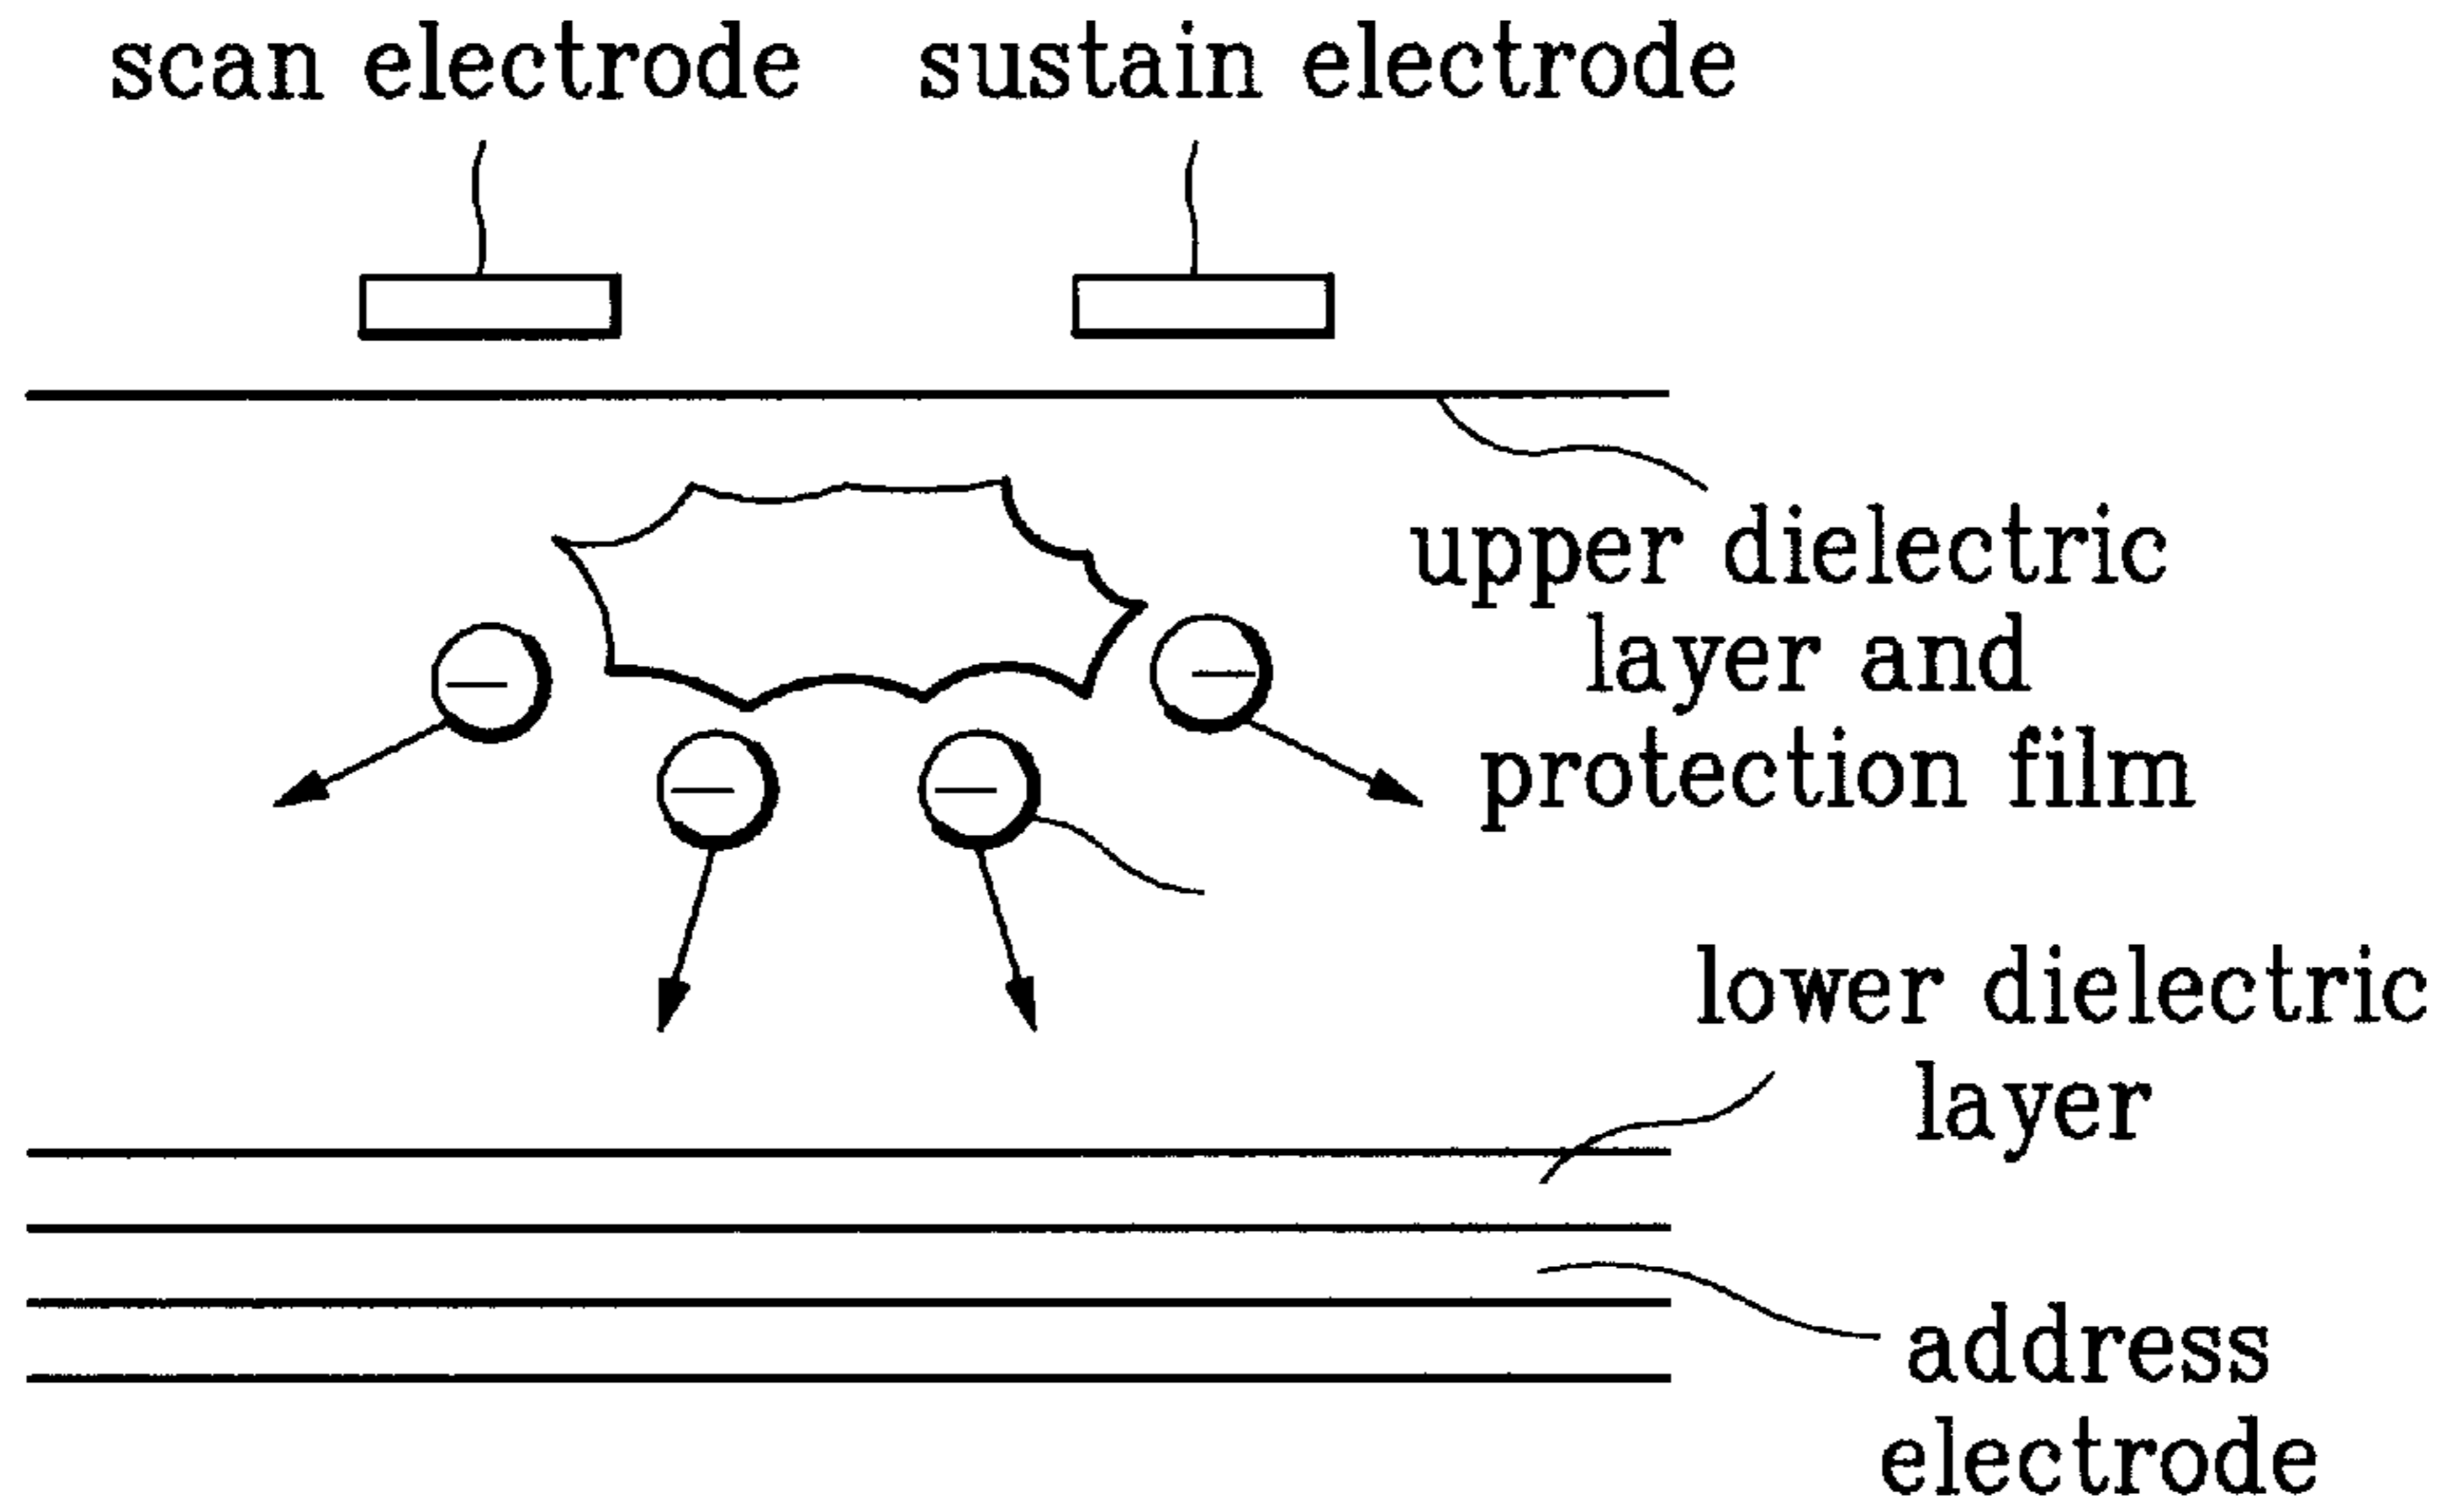 scan electrode
sustain electrode
upper dielectric
layer and
protection film
lower dielectric
layer
address
electrode